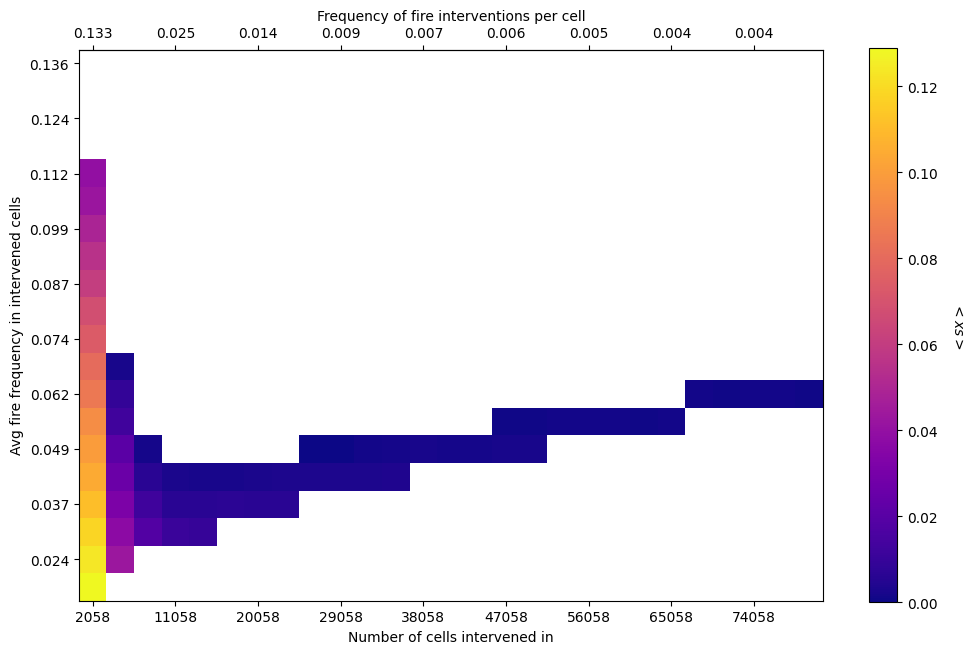 Frequency of fire interventions per cell
0.133 0.025 0.014 0.009 0.007 0.006 0.005 0.004 0.004
0.136
0.124
0.112
0.099
0.087
0.074
0.062
0.049
0.037
0.024
Avg fire frequency in intervened cells
2058 11058 20058 29058 38058 47058 56058 65058 74058
Number of cells intervened in
0.12
0.10
0.08
0.06
0.04
0.02
0.00
< sx >